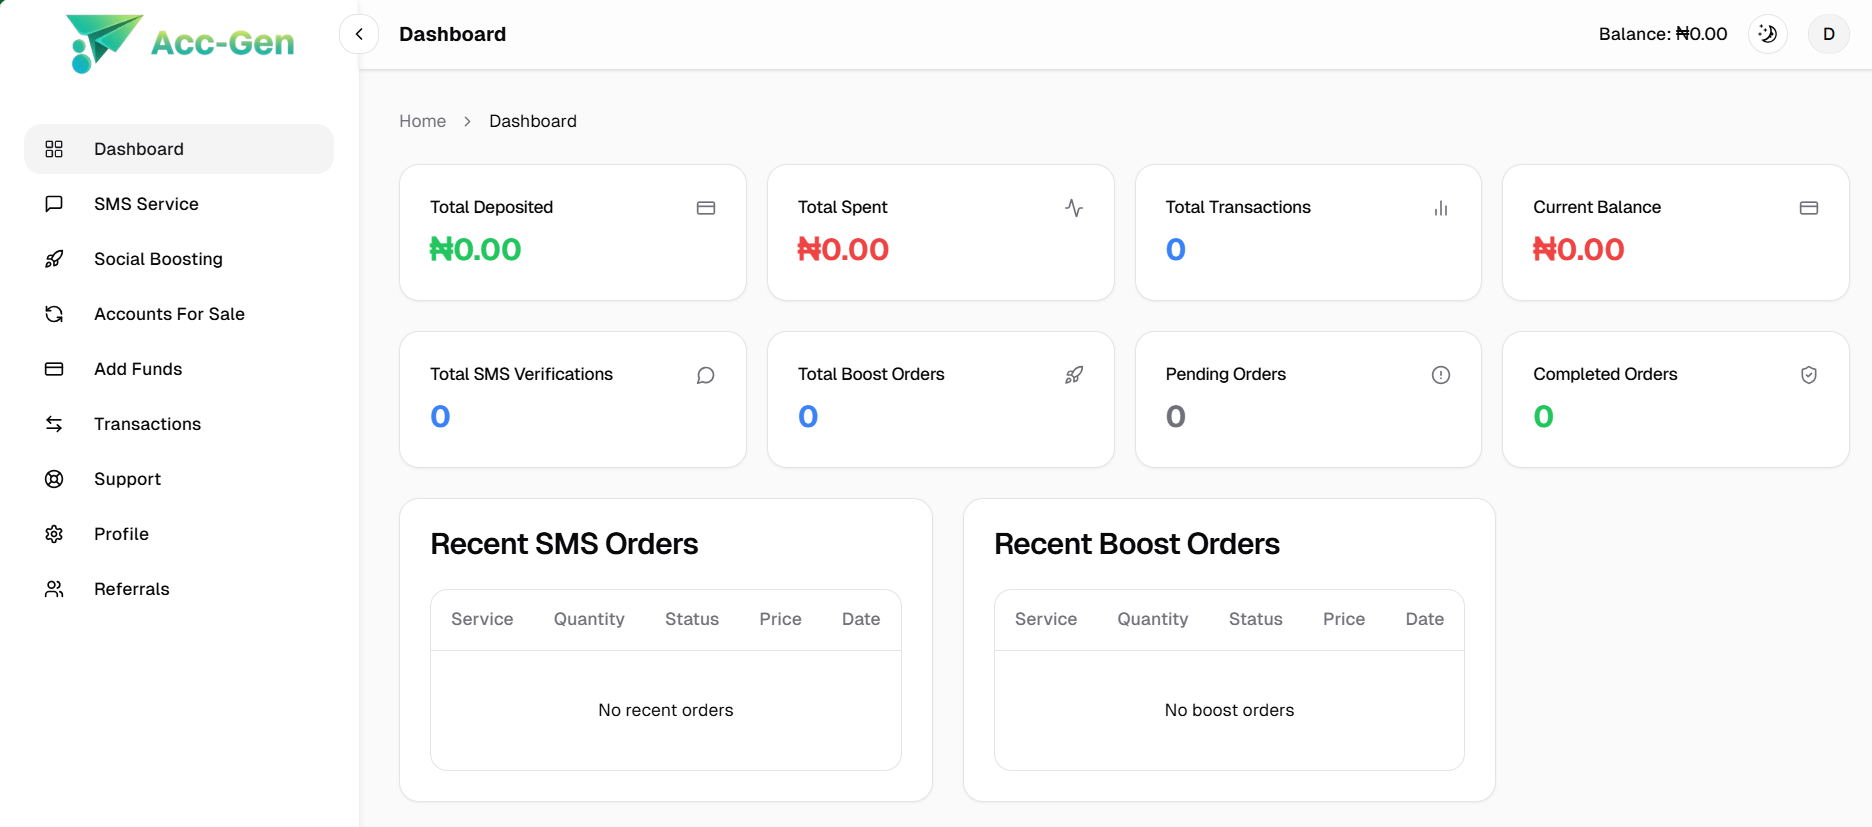 Acc-Gen
Dashboard
Balance: ₦0.00
D
Dashboard
SMS Service
Social Boosting
Accounts For Sale
Add Funds
Transactions
Support
Profile
Referrals
Home > Dashboard
Total Deposited
₦0.00
Total Spent
₦0.00
Total Transactions
0
Current Balance
₦0.00
Total SMS Verifications
0
Total Boost Orders
0
Pending Orders
0
Completed Orders
0
Recent SMS Orders
Service Quantity Status Price Date
No recent orders
Recent Boost Orders
Service Quantity Status Price Date
No boost orders